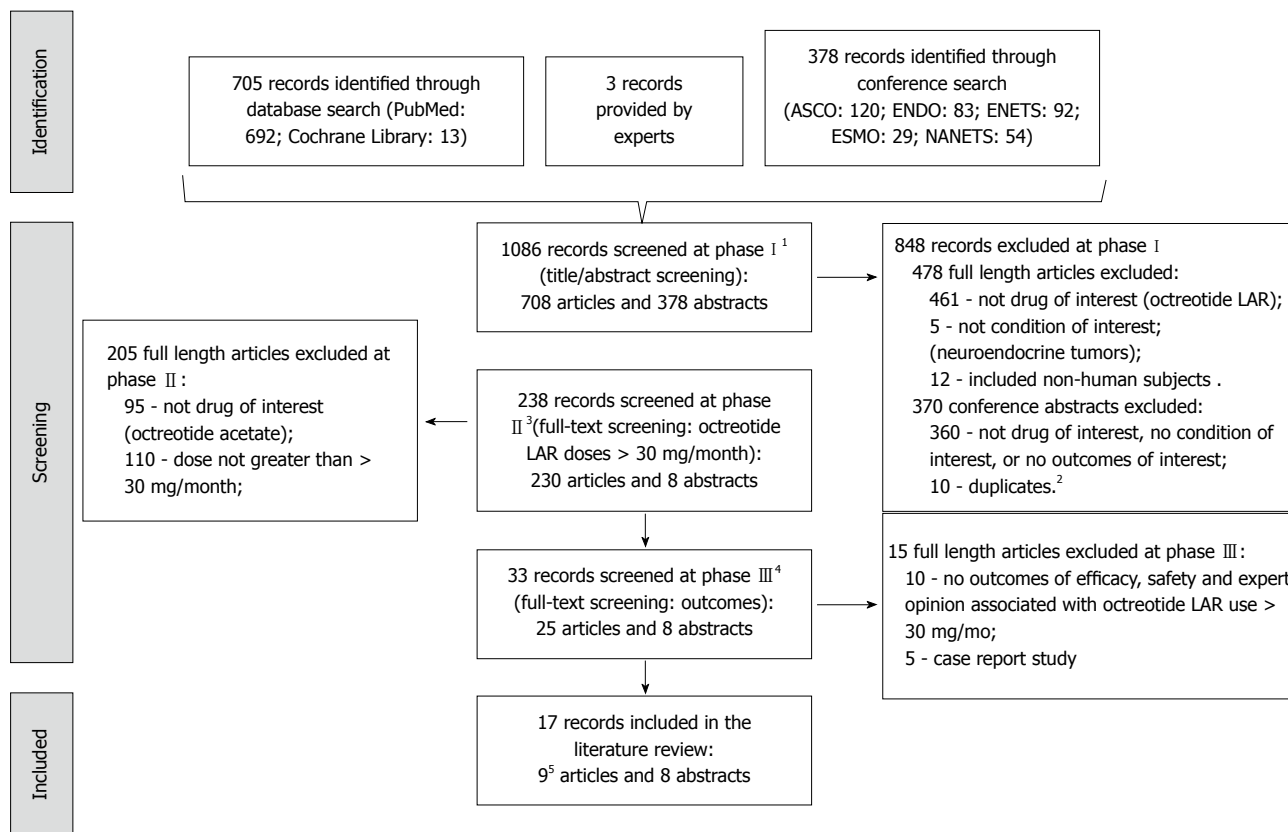 Identification
705 records identified through
database search (PubMed:
692; Cochrane Library: 13)
3 records
provided by
experts
378 records identified through
conference search
(ASCO: 120; ENDO: 83; ENETS: 92;
ESMO: 29; NANETS: 54)
Screening
1086 records screened at phase Ⅰ¹
(title/abstract screening):
708 articles and 378 abstracts
848 records excluded at phase Ⅰ
478 full length articles excluded:
461 - not drug of interest (octreotide LAR);
5 - not condition of interest;
(neuroendocrine tumors);
12 - included non-human subjects .
370 conference abstracts excluded:
360 - not drug of interest, no condition of
interest, or no outcomes of interest;
10 - duplicates.²
205 full length articles excluded at
phase Ⅱ:
95 - not drug of interest
(octreotide acetate);
110 - dose not greater than >
30 mg/month;
238 records screened at phase
Ⅱ³(full-text screening: octreotide
LAR doses > 30 mg/month):
230 articles and 8 abstracts
33 records screened at phase Ⅲ⁴
(full-text screening: outcomes):
25 articles and 8 abstracts
15 full length articles excluded at phase Ⅲ:
10 - no outcomes of efficacy, safety and expert
opinion associated with octreotide LAR use >
30 mg/mo;
5 - case report study
Included
17 records included in the
literature review:
9⁵ articles and 8 abstracts